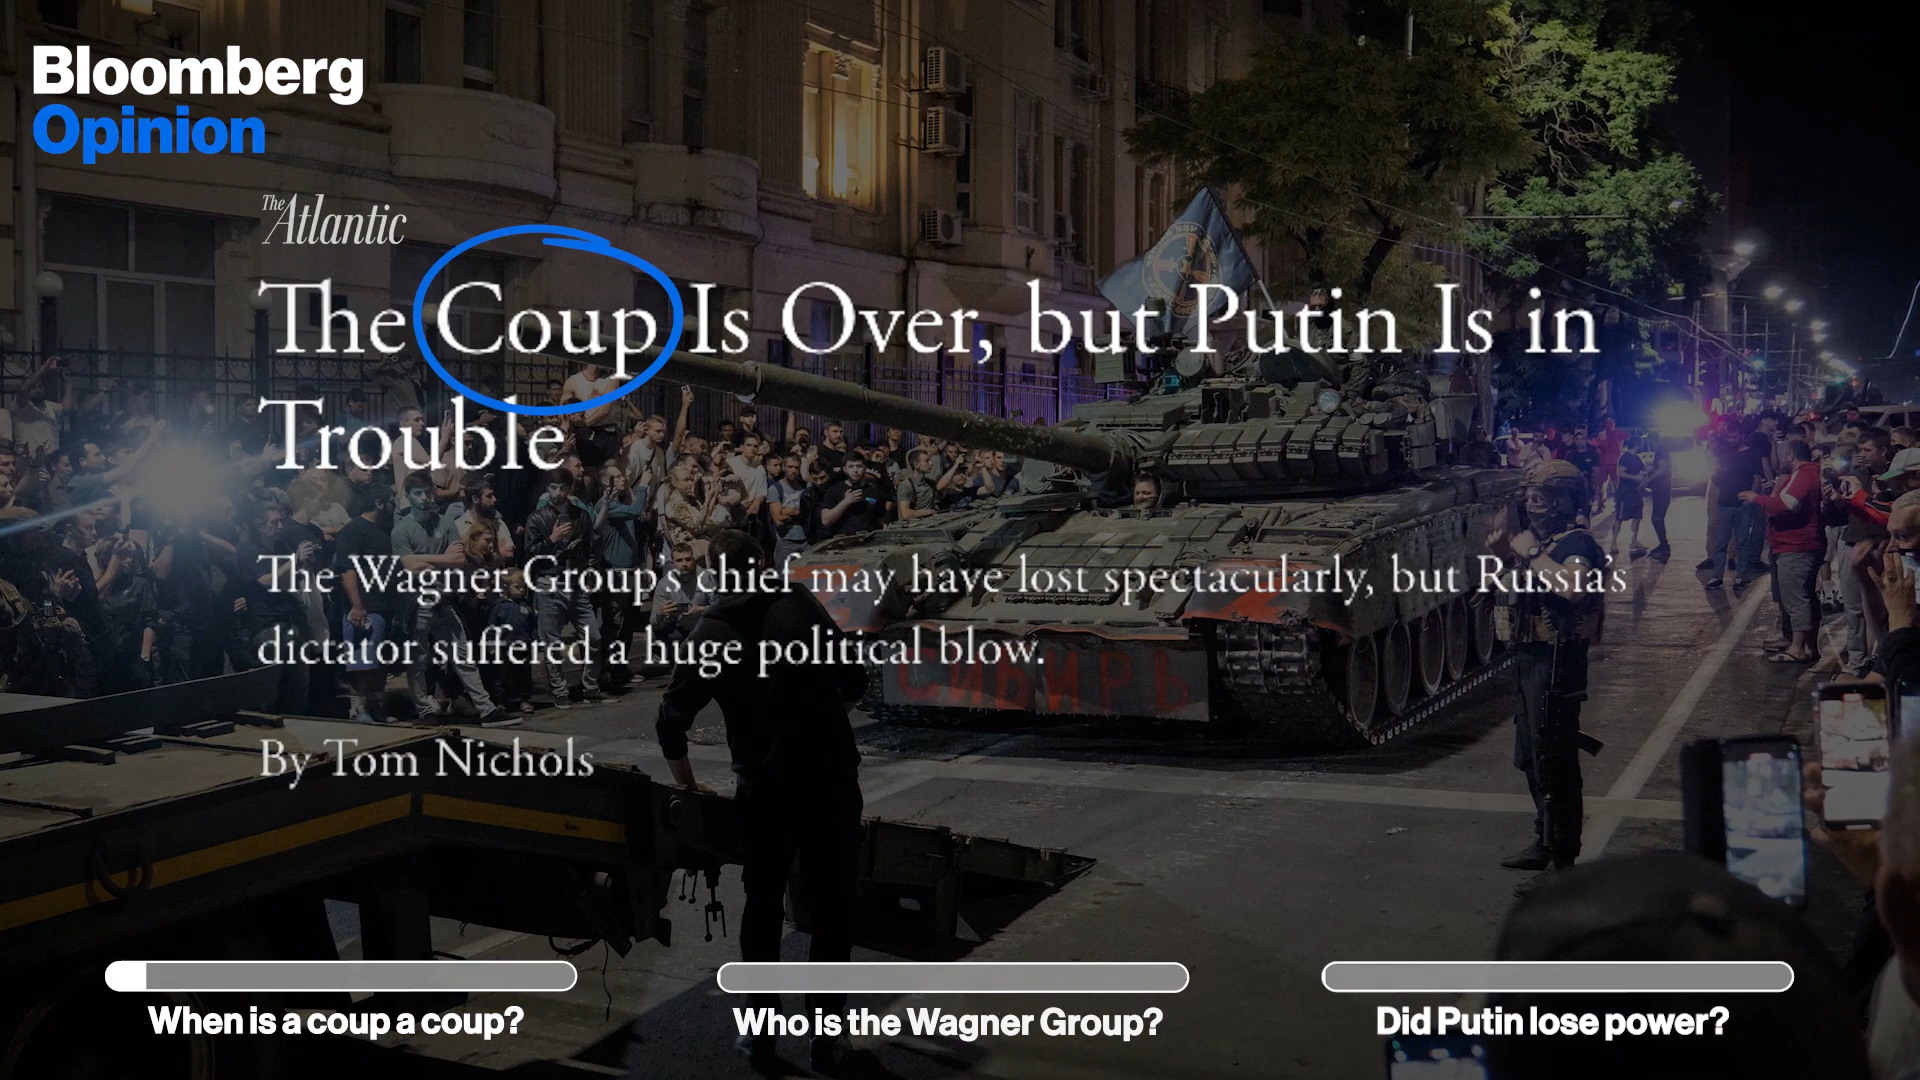 Bloomberg
Opinion
The Atlantic
The Coup Is Over, but Putin Is in
Trouble
The Wagner Group’s chief may have lost spectacularly, but Russia’s
dictator suffered a huge political blow.
СИБИРЬ
By Tom Nichols
When is a coup a coup?
Who is the Wagner Group?
Did Putin lose power?